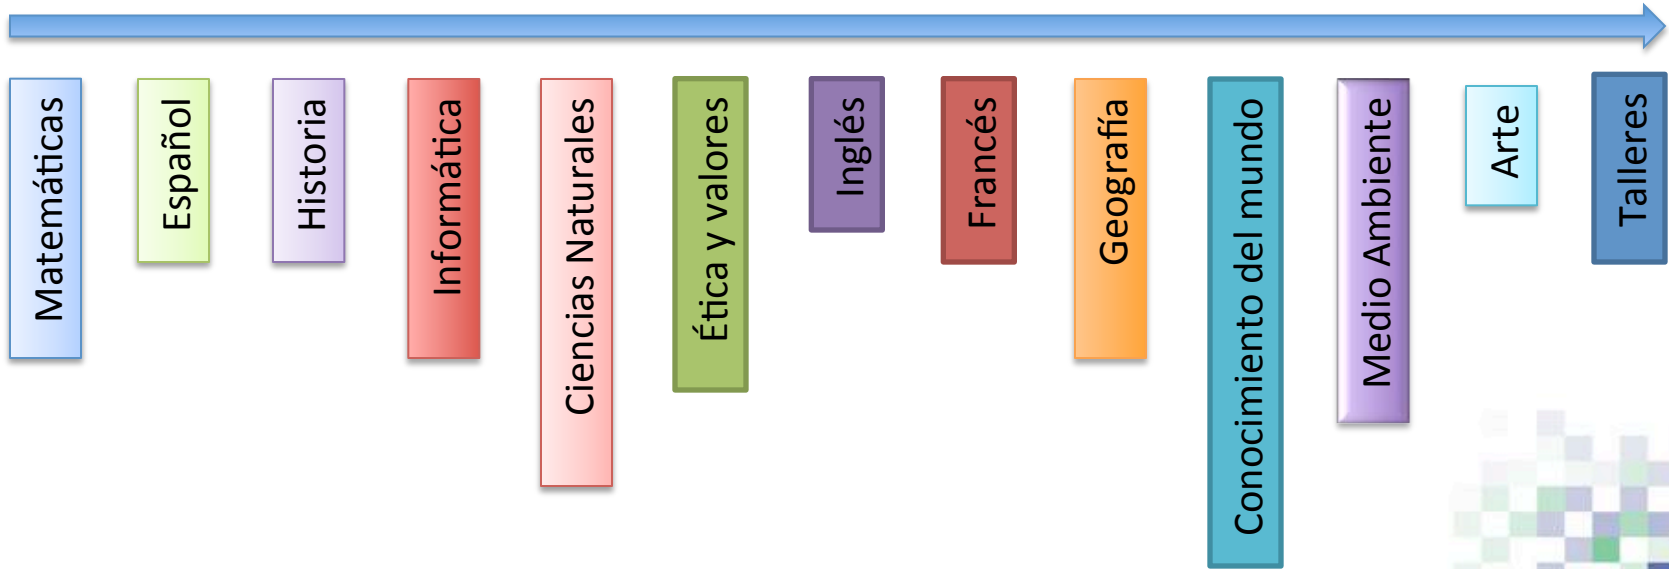 Matemáticas
Español
Historia
Informática
Ciencias Naturales
Ética y valores
Inglés
Francés
Geografía
Conocimiento del mundo
Medio Ambiente
Arte
Talleres